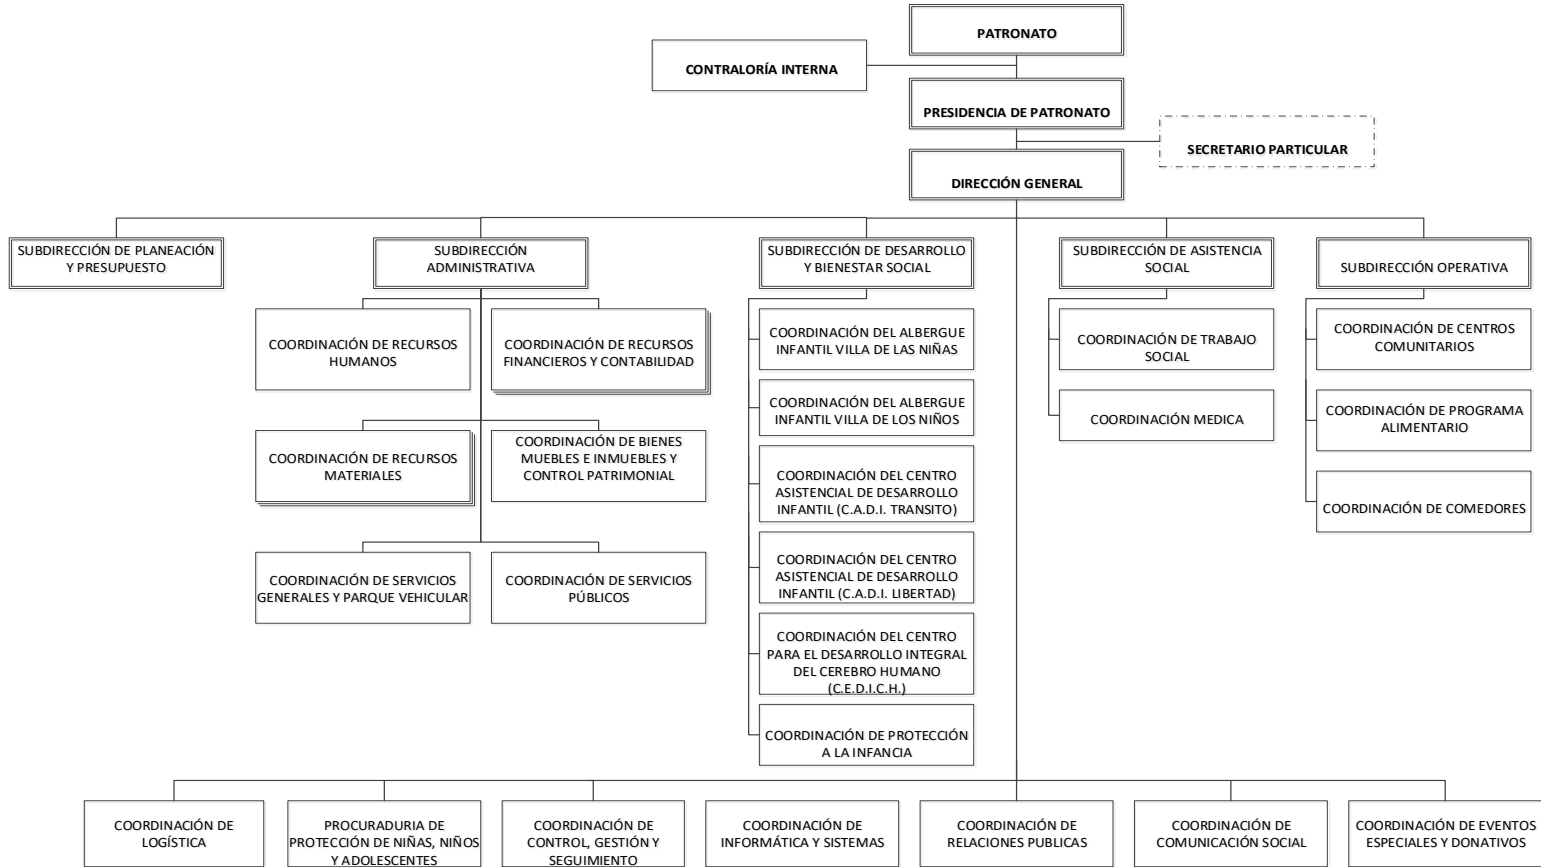 PATRONATO
CONTRALORÍA INTERNA
PRESIDENCIA DE PATRONATO
SECRETARIO PARTICULAR
DIRECCIÓN GENERAL
SUBDIRECCIÓN DE PLANEACIÓN
Y PRESUPUESTO
SUBDIRECCIÓN
ADMINISTRATIVA
SUBDIRECCIÓN DE DESARROLLO
Y BIENESTAR SOCIAL
SUBDIRECCIÓN DE ASISTENCIA
SOCIAL
SUBDIRECCIÓN OPERATIVA
COORDINACIÓN DE RECURSOS
HUMANOS
COORDINACIÓN DE RECURSOS
FINANCIEROS Y CONTABILIDAD
COORDINACIÓN DE RECURSOS
MATERIALES
COORDINACIÓN DE BIENES
MUEBLES E INMUEBLES Y
CONTROL PATRIMONIAL
COORDINACIÓN DE SERVICIOS
GENERALES Y PARQUE VEHICULAR
COORDINACIÓN DE SERVICIOS
PÚBLICOS
COORDINACIÓN DEL ALBERGUE
INFANTIL VILLA DE LAS NIÑAS
COORDINACIÓN DEL ALBERGUE
INFANTIL VILLA DE LOS NIÑOS
COORDINACIÓN DEL CENTRO
ASISTENCIAL DE DESARROLLO
INFANTIL (C.A.D.I. TRANSITO)
COORDINACIÓN DEL CENTRO
ASISTENCIAL DE DESARROLLO
INFANTIL (C.A.D.I. LIBERTAD)
COORDINACIÓN DEL CENTRO
PARA EL DESARROLLO INTEGRAL
DEL CEREBRO HUMANO
(C.E.D.I.C.H.)
COORDINACIÓN DE PROTECCIÓN
A LA INFANCIA
COORDINACIÓN DE TRABAJO
SOCIAL
COORDINACIÓN MEDICA
COORDINACIÓN DE CENTROS
COMUNITARIOS
COORDINACIÓN DE PROGRAMA
ALIMENTARIO
COORDINACIÓN DE COMEDORES
COORDINACIÓN DE
LOGÍSTICA
PROCURADURIA DE
PROTECCIÓN DE NIÑAS, NIÑOS
Y ADOLESCENTES
COORDINACIÓN DE
CONTROL, GESTIÓN Y
SEGUIMIENTO
COORDINACIÓN DE
INFORMÁTICA Y SISTEMAS
COORDINACIÓN DE
RELACIONES PUBLICAS
COORDINACIÓN DE
COMUNICACIÓN SOCIAL
COORDINACIÓN DE EVENTOS
ESPECIALES Y DONATIVOS